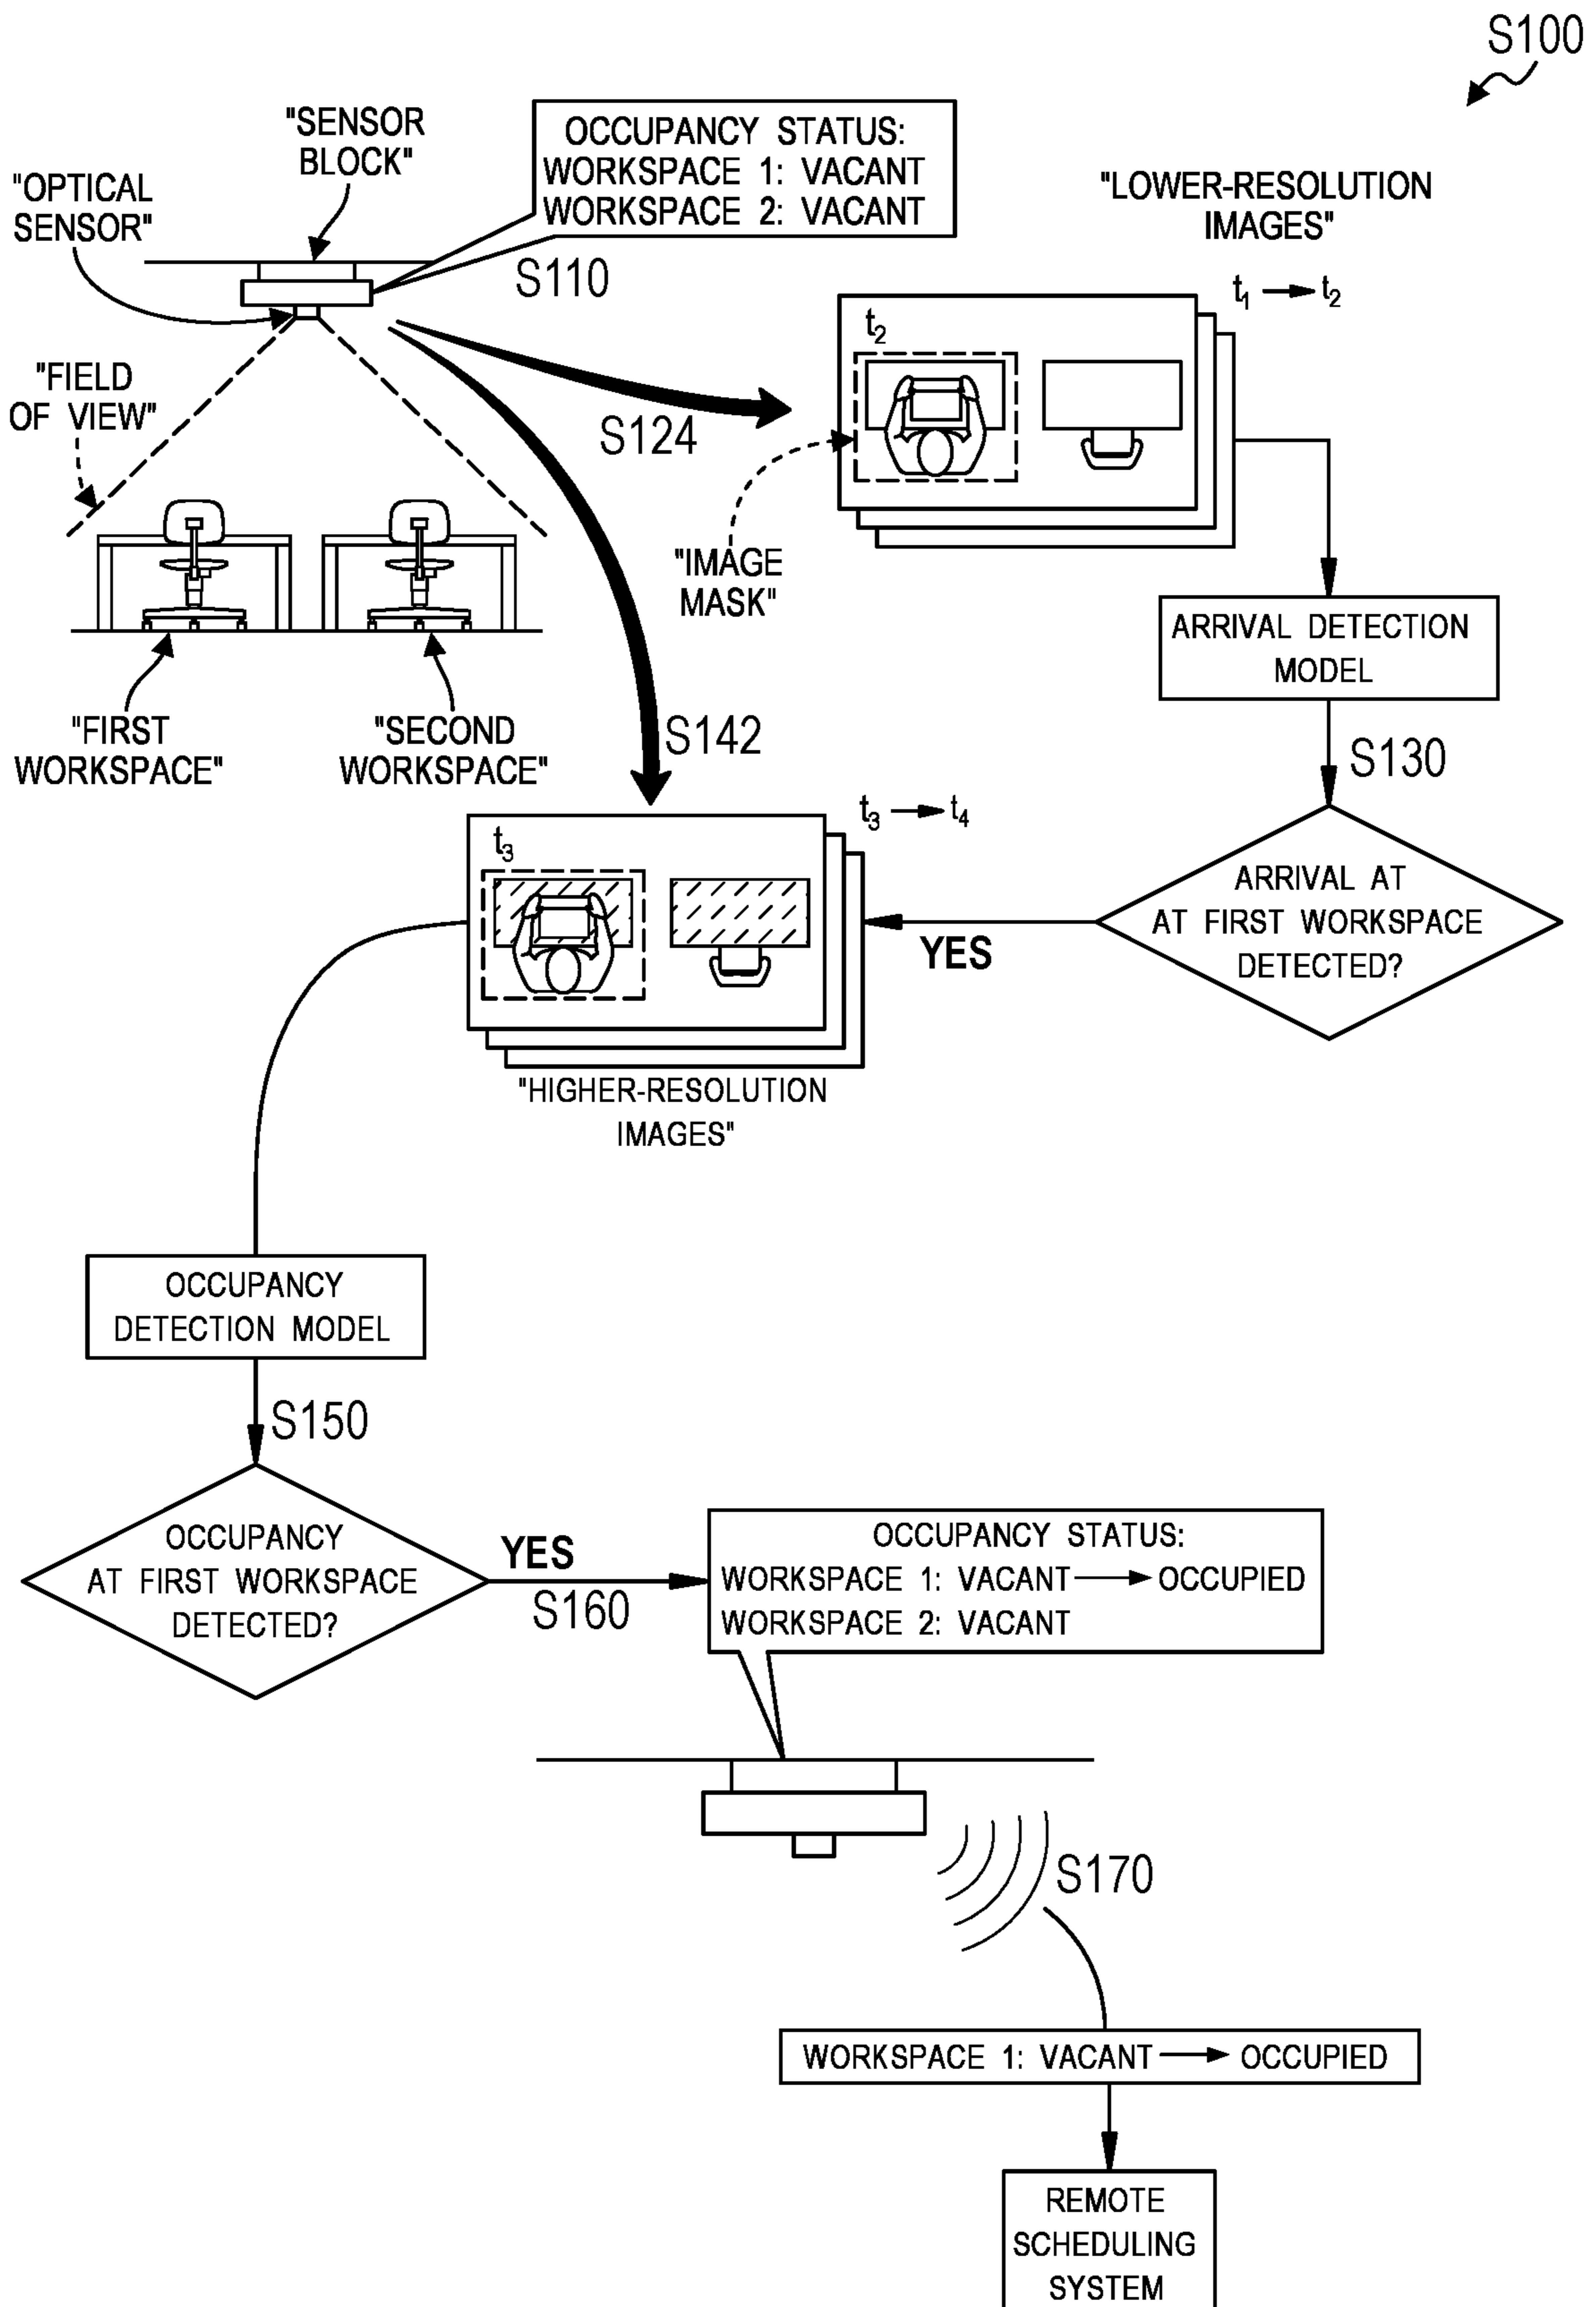 S100
"SENSOR
BLOCK"
OCCUPANCY STATUS:
WORKSPACE 1: VACANT
WORKSPACE 2: VACANT
"OPTICAL
SENSOR"
S110
"LOWER-RESOLUTION
IMAGES"
t1 → t2
t2
"FIELD
OF VIEW"
S124
"IMAGE
MASK"
ARRIVAL DETECTION
MODEL
"FIRST
WORKSPACE"
"SECOND
WORKSPACE"
S142
S130
t3 → t4
t3
ARRIVAL AT
AT FIRST WORKSPACE
DETECTED?
YES
"HIGHER-RESOLUTION
IMAGES"
OCCUPANCY
DETECTION MODEL
S150
OCCUPANCY
AT FIRST WORKSPACE
DETECTED?
YES
S160
OCCUPANCY STATUS:
WORKSPACE 1: VACANT → OCCUPIED
WORKSPACE 2: VACANT
S170
WORKSPACE 1: VACANT → OCCUPIED
REMOTE
SCHEDULING
SYSTEM